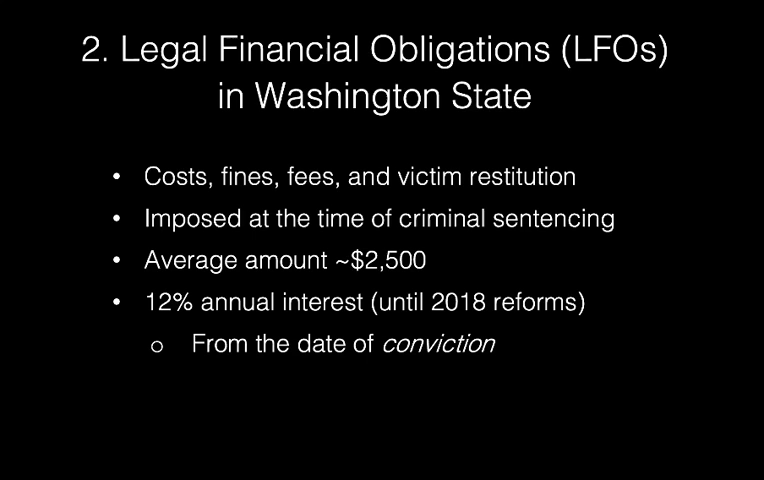 2. Legal Financial Obligations (LFOs)
in Washington State
• Costs, fines, fees, and victim restitution
• Imposed at the time of criminal sentencing
• Average amount ~$2,500
• 12% annual interest (until 2018 reforms)
o From the date of conviction